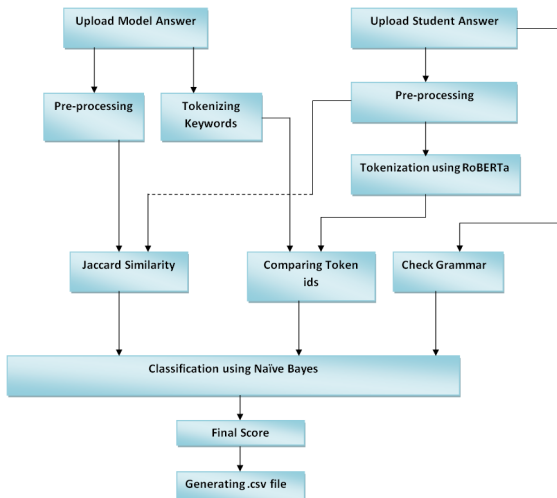 Upload Model Answer
Upload Student Answer
Pre-processing
Tokenizing
Keywords
Pre-processing
Tokenization using RoBERTa
Jaccard Similarity
Comparing Token
ids
Check Grammar
Classification using Naïve Bayes
Final Score
Generating .csv file